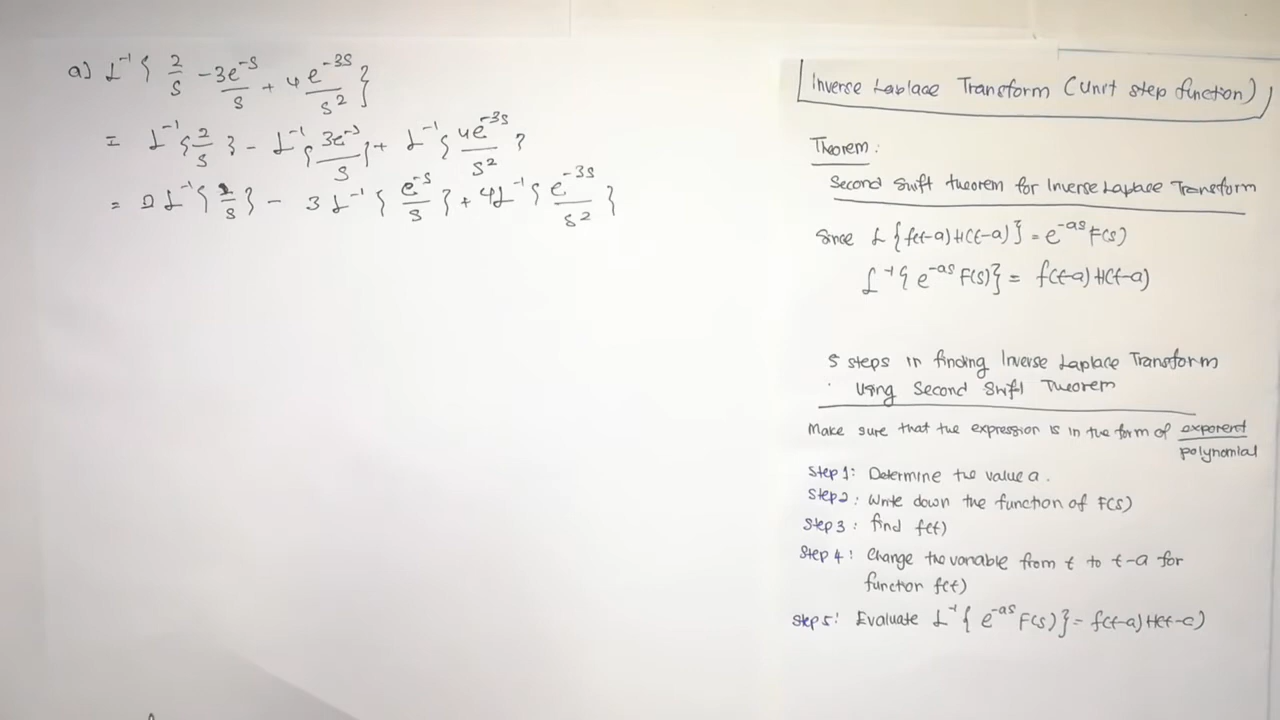 a) L⁻¹ { 2/s - 3e^-s/s + 4 e^-3s/s² }
= L⁻¹ { 2/s } - L⁻¹ { 3e^-s/s } + L⁻¹ { 4e^-3s/s² }
= 2 L⁻¹ { 1/s } - 3 L⁻¹ { e^-s/s } + 4L⁻¹ { e^-3s/s² }
Inverse Laplace Transform (Unit step function)
Theorem:
Second Swift theorem for Inverse Laplace Transform
Since L {f(t-a)H(t-a)} = e^-as F(s)
L⁻¹{ e^-as F(s)} = f(t-a)H(t-a)
5 steps in finding Inverse Laplace Transform
Using Second Swift Theorem
Make sure that the expression is in the form of exponent/polynomial
Step 1: Determine the value a.
Step 2: Write down the function of F(s)
Step 3: find f(t)
Step 4: Change the variable from t to t-a for
function f(t)
Step 5: Evaluate L⁻¹{ e^-as F(s)} = f(t-a)H(t-c)